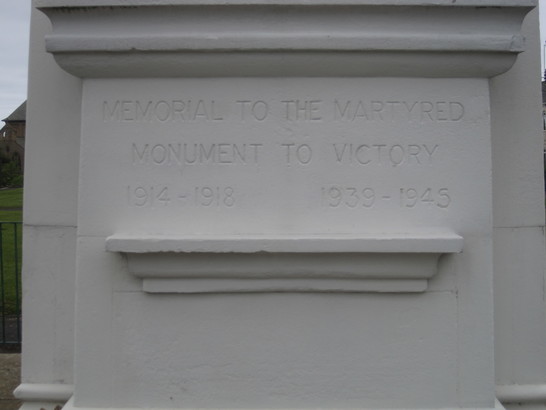 MEMORIAL TO THE MARTYRED
MONUMENT TO VICTORY
1914-1918 1939-1945